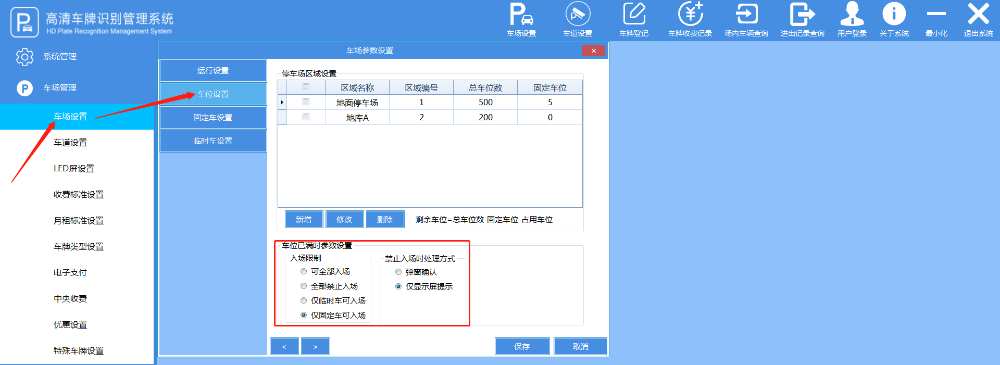 高清车牌识别管理系统
HD Plate Recognition Management System
车场设置
车道设置
车牌登记
车牌收费记录
场内车辆查询
进出记录查询
用户登录
关于系统
最小化
退出系统
系统管理
车场管理
车场设置
车道设置
LED屏设置
收费标准设置
月租标准设置
车牌类型设置
电子支付
中央收费
优惠设置
特殊车牌设置
车场参数设置
运行设置
车位设置
固定车设置
临时车设置
停车场区域设置
区域名称 区域编号 总车位数 固定车位
地面停车场 1 500 5
地库A 2 200 0
新增 修改 删除 剩余车位=总车位数-固定车位-占用车位
车位已满时参数设置
入场限制
可全部入场
全部禁止入场
仅临时车可入场
仅固定车可入场
禁止入场时处理方式
弹窗确认
仅显示屏提示
< > 保存 取消